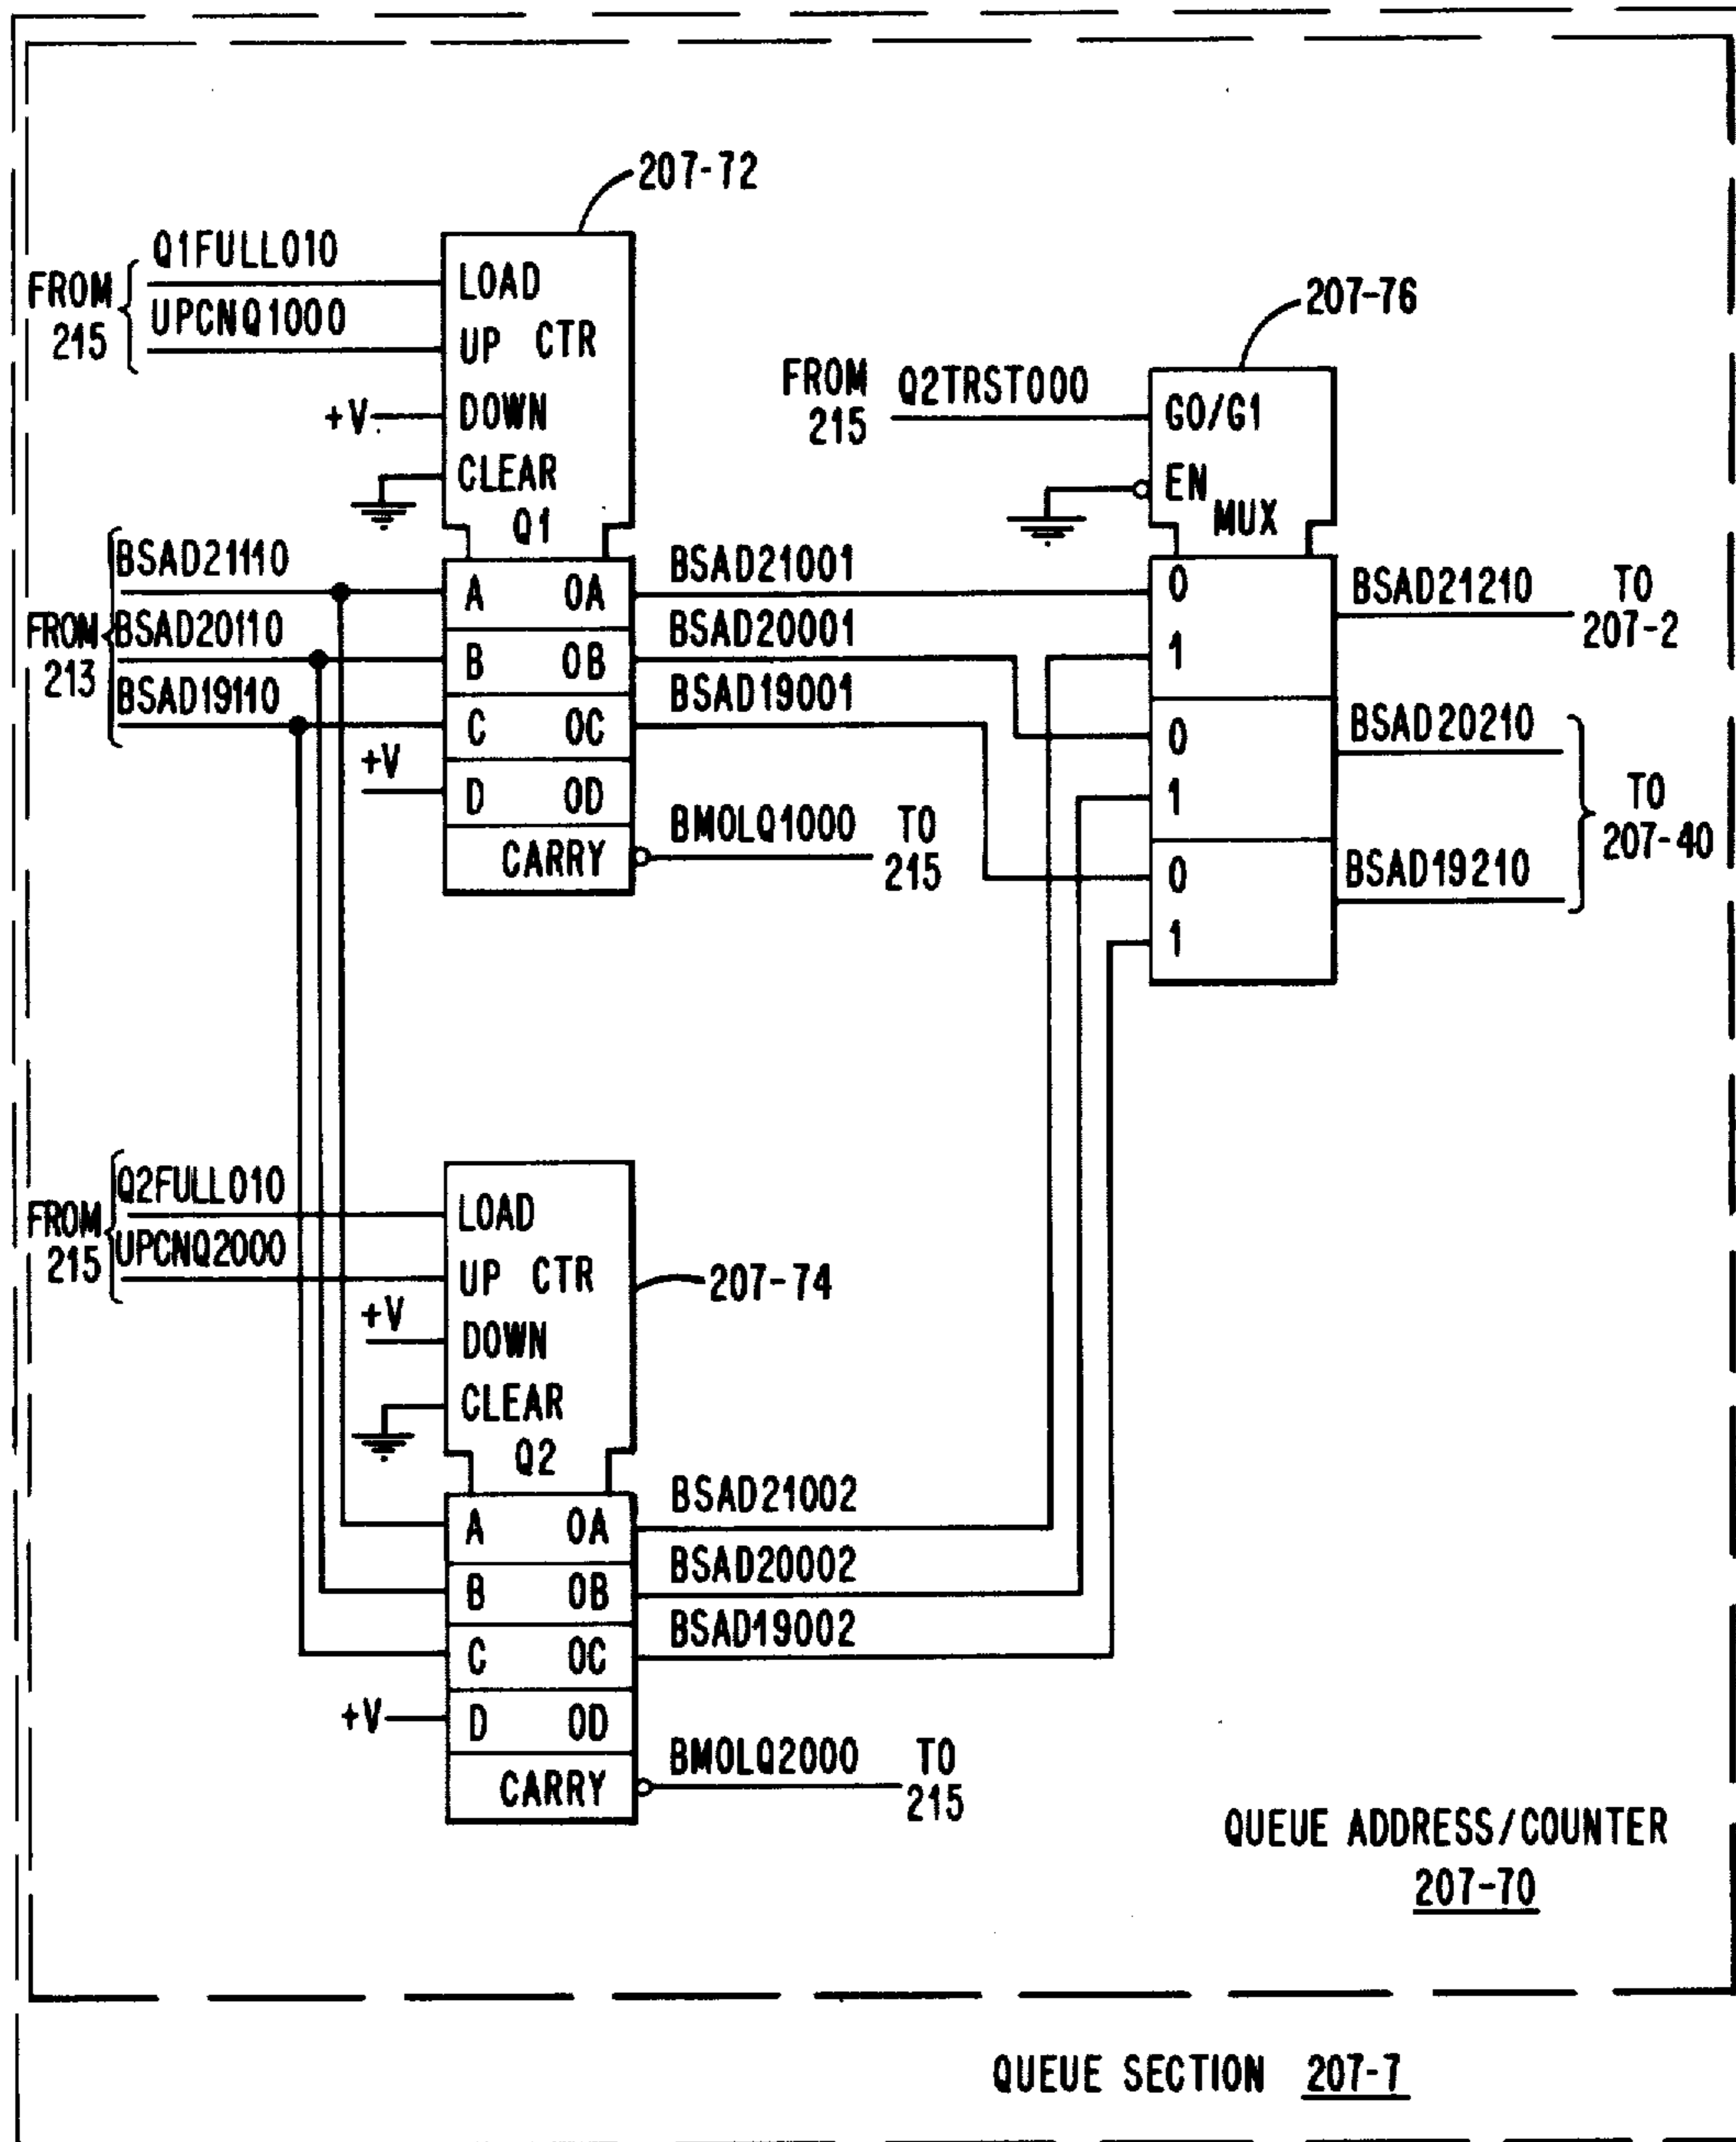 207-72
Q1FULL010
FROM
215
UPCNQ1000
LOAD
UP CTR
+V
DOWN
CLEAR
Q1
207-76
FROM
215
Q2TRST000
G0/G1
EN
MUX
FROM
213
BSAD21110
BSAD20110
BSAD19110
+V
A 0A
B 0B
C 0C
D 0D
CARRY
BSAD21001
BSAD20001
BSAD19001
BMOLQ1000
TO
215
0
1
0
1
0
1
BSAD21210
TO
207-2
BSAD20210
BSAD19210
TO
207-40
FROM
215
Q2FULL010
UPCNQ2000
+V
LOAD
UP CTR
DOWN
CLEAR
Q2
207-74
A 0A
B 0B
C 0C
+V
D 0D
CARRY
BSAD21002
BSAD20002
BSAD19002
BMOLQ2000
TO
215
QUEUE ADDRESS/COUNTER
207-70
QUEUE SECTION 207-7